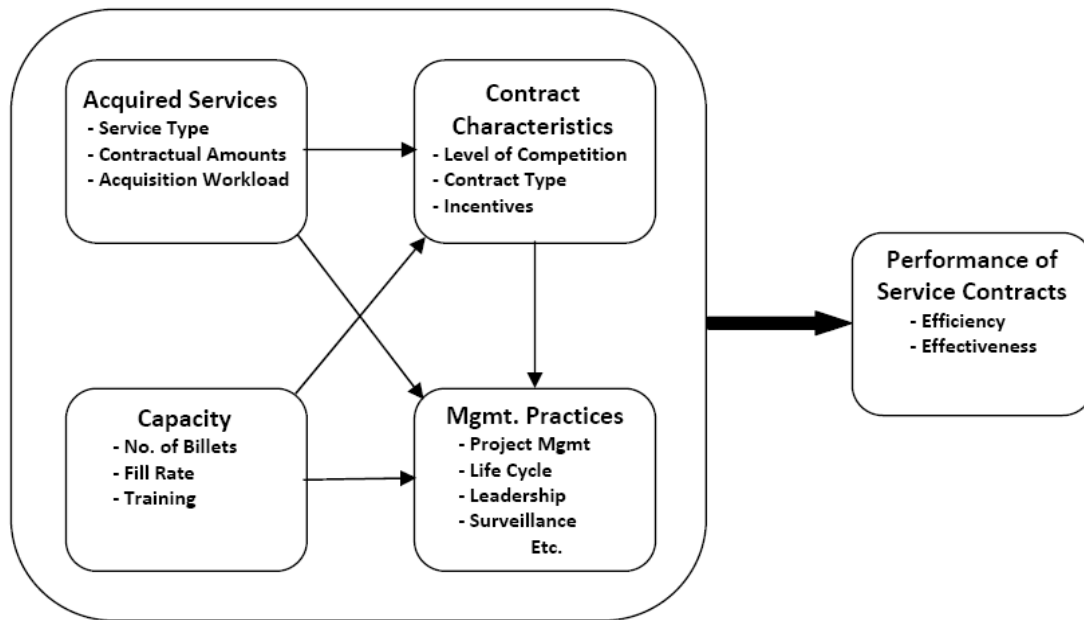 Acquired Services
- Service Type
- Contractual Amounts
- Acquisition Workload
Contract
Characteristics
- Level of Competition
- Contract Type
- Incentives
Capacity
- No. of Billets
- Fill Rate
- Training
Mgmt. Practices
- Project Mgmt
- Life Cycle
- Leadership
- Surveillance
Etc.
Performance of
Service Contracts
- Efficiency
- Effectiveness